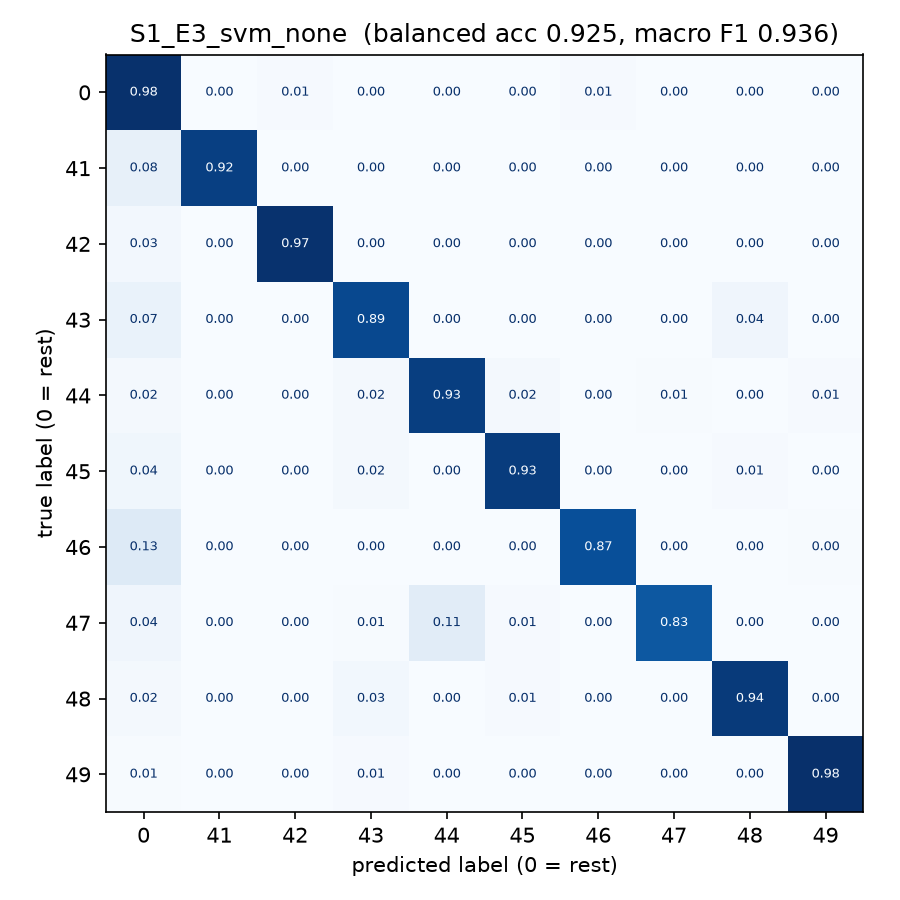 S1_E3_svm_none (balanced acc 0.925, macro F1 0.936)
0 0.98 0.00 0.01 0.00 0.00 0.00 0.01 0.00 0.00 0.00
41 0.08 0.92 0.00 0.00 0.00 0.00 0.00 0.00 0.00 0.00
42 0.03 0.00 0.97 0.00 0.00 0.00 0.00 0.00 0.00 0.00
43 0.07 0.00 0.00 0.89 0.00 0.00 0.00 0.00 0.04 0.00
44 0.02 0.00 0.00 0.02 0.93 0.02 0.00 0.01 0.00 0.01
45 0.04 0.00 0.00 0.02 0.00 0.93 0.00 0.00 0.01 0.00
46 0.13 0.00 0.00 0.00 0.00 0.00 0.87 0.00 0.00 0.00
47 0.04 0.00 0.00 0.01 0.11 0.01 0.00 0.83 0.00 0.00
48 0.02 0.00 0.00 0.03 0.00 0.01 0.00 0.00 0.94 0.00
49 0.01 0.00 0.00 0.01 0.00 0.00 0.00 0.00 0.00 0.98
0 41 42 43 44 45 46 47 48 49
predicted label (0 = rest)
true label (0 = rest)